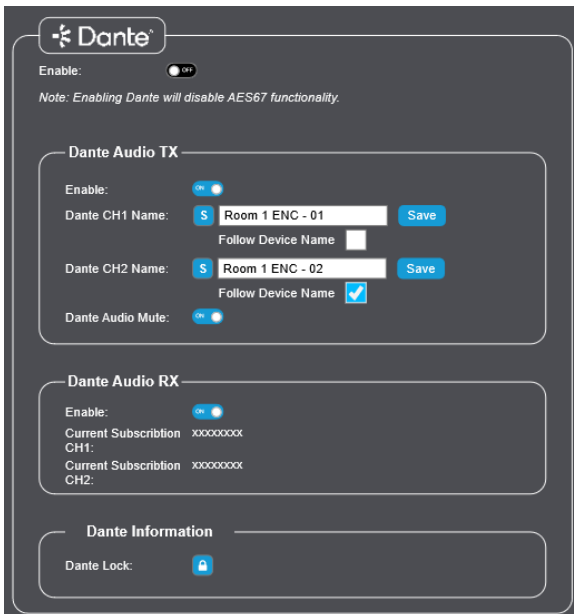 Dante
Enable: OFF
Note: Enabling Dante will disable AES67 functionality.
Dante Audio TX
Enable: ON
Dante CH1 Name: S Room 1 ENC - 01 Save
Follow Device Name
Dante CH2 Name: S Room 1 ENC - 02 Save
Follow Device Name
Dante Audio Mute: ON
Dante Audio RX
Enable: ON
Current Subscribtion xxxxxxxx
CH1:
Current Subscribtion xxxxxxxx
CH2:
Dante Information
Dante Lock: